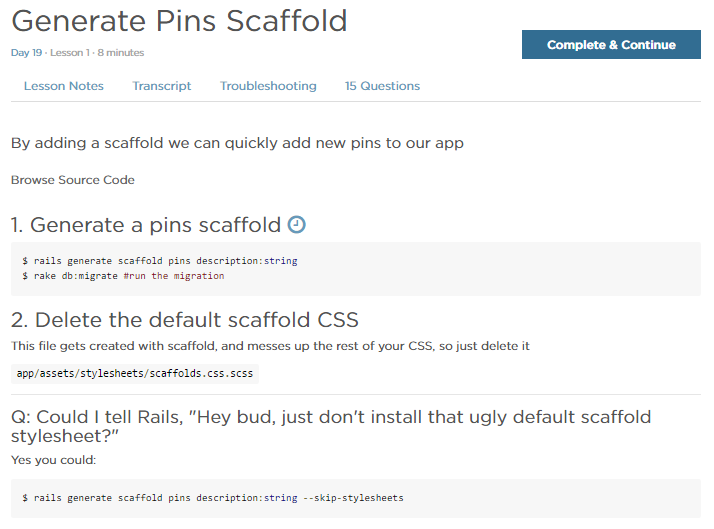 Generate Pins Scaffold
Day 19 · Lesson 1 · 8 minutes
Complete & Continue
Lesson Notes Transcript Troubleshooting 15 Questions
By adding a scaffold we can quickly add new pins to our app
Browse Source Code
1. Generate a pins scaffold
$ rails generate scaffold pins description:string
$ rake db:migrate #run the migration
2. Delete the default scaffold CSS
This file gets created with scaffold, and messes up the rest of your CSS, so just delete it
app/assets/stylesheets/scaffolds.css.scss
Q: Could I tell Rails, "Hey bud, just don't install that ugly default scaffold
stylesheet?"
Yes you could:
$ rails generate scaffold pins description:string --skip-stylesheets